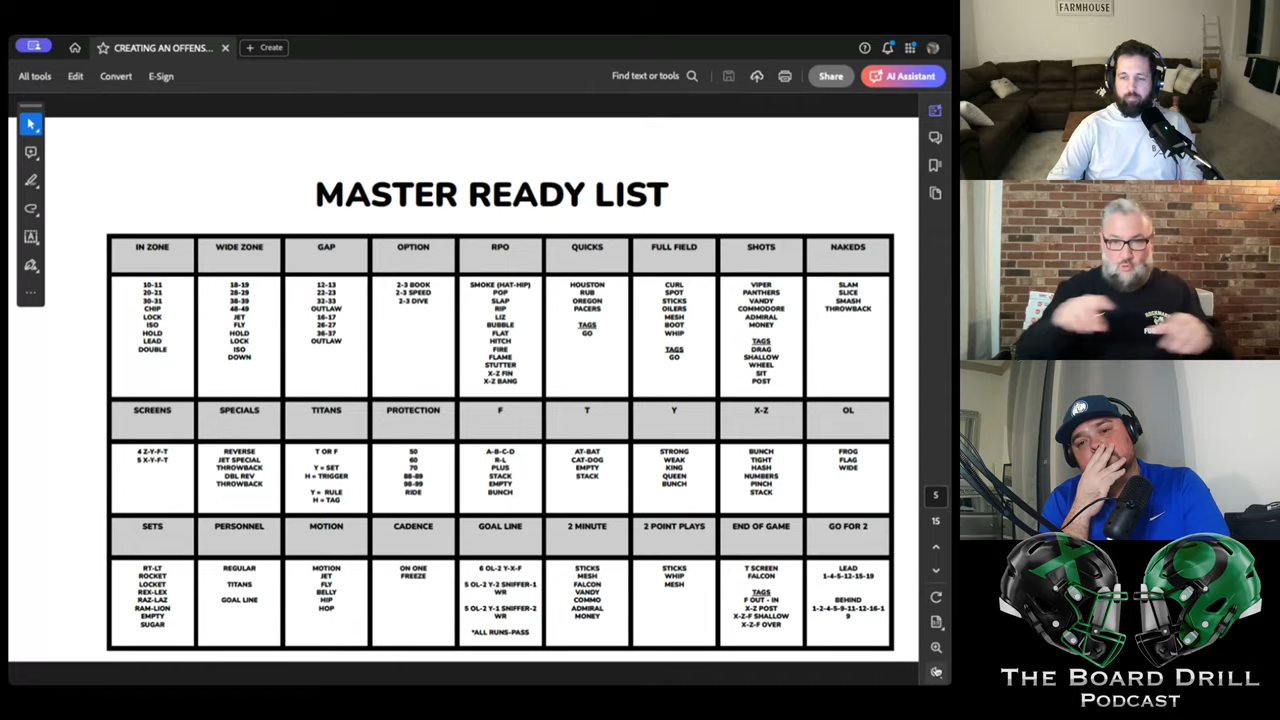 CREATING AN OFFENS...
Create
All tools
Edit
Convert
E-Sign
Find text or tools
Share
AI Assistant
MASTER READY LIST
IN ZONE
WIDE ZONE
GAP
OPTION
RPO
QUICKS
FULL FIELD
SHOTS
NAKEDS
10-11
20-21
30-31
CHIP
LOCK
ISO
HOLD
LEAD
DOUBLE
18-19
28-29
38-39
48-49
JET
FLY
HOLD
LOCK
ISO
DOWN
12-13
22-23
32-33
OUTLAW
16-17
26-27
36-37
OUTLAW
2-3 BOOK
2-3 SPEED
2-3 DIVE
SMOKE (HAT-HIP)
POP
SLAP
RIP
LIZ
BUBBLE
FLAT
HITCH
FIRE
FLAME
STUTTER
X-Z FIN
X-Z BANG
HOUSTON
RUB
OREGON
PACERS
TAGS
GO
CURL
SPOT
STICKS
OILERS
MESH
BOOT
WHIP
TAGS
GO
VIPER
PANTHERS
VANDY
COMMODORE
ADMIRAL
MONEY
TAGS
DRAG
SHALLOW
WHEEL
SIT
POST
SLAM
SLICE
SMASH
THROWBACK
SCREENS
SPECIALS
TITANS
PROTECTION
F
T
Y
X-Z
OL
4 Z-Y-F-T
5 X-Y-F-T
REVERSE
JET SPECIAL
THROWBACK
DBL REV
THROWBACK
T OR F
Y = SET
H = TRIGGER
Y = RULE
H = TAG
50
60
70
88-89
98-99
RIDE
A-B-C-D
R-L
PLUS
STACK
EMPTY
BUNCH
AT-BAT
CAT-DOG
EMPTY
STACK
STRONG
WEAK
KING
QUEEN
BUNCH
BUNCH
TIGHT
HASH
NUMBERS
PINCH
STACK
FROG
FLAG
WIDE
SETS
PERSONNEL
MOTION
CADENCE
GOAL LINE
2 MINUTE
2 POINT PLAYS
END OF GAME
GO FOR 2
RT-LT
ROCKET
LOCKET
REX-LEX
RAZ-LAZ
RAM-LION
EMPTY
SUGAR
REGULAR
TITANS
GOAL LINE
MOTION
JET
FLY
BELLY
HIP
HOP
ON ONE
FREEZE
6 OL-2 Y-X-F
5 OL-2 Y-2 SNIFFER-1
WR
5 OL-2 Y-1 SNIFFER-2
WR
*ALL RUNS-PASS
STICKS
MESH
FALCON
VANDY
COMMO
ADMIRAL
MONEY
STICKS
WHIP
MESH
T SCREEN
FALCON
TAGS
F OUT - IN
X-Z POST
X-Z-F SHALLOW
X-Z-F OVER
LEAD
1-4-5-12-15-19
BEHIND
1-2-4-5-9-11-12-16-1
9
5
15
FARMHOUSE
THE BOARD DRILL
PODCAST